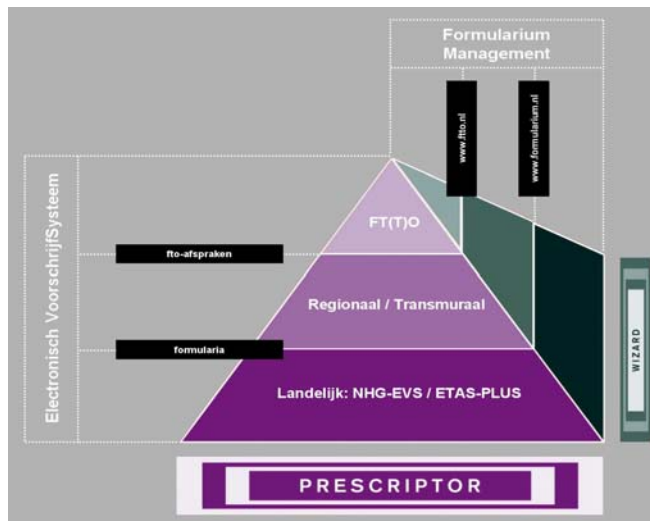 Formularium
Management
www.ftto.nl
www.formularium.nl
FT(T)O
fto-afspraken
Regionaal / Transmuraal
formularia
Landelijk: NHG-EVS / ETAS-PLUS
Electronisch VoorschrijfSysteem
WIZARD
PRESCRIPTOR